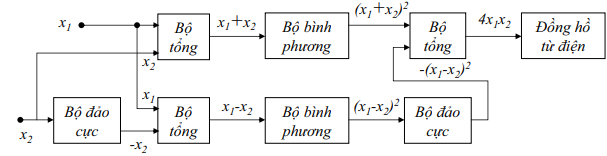 x₁
Bộ
tổng
x₁+x₂
Bộ bình
phương
(x₁+x₂)²
Bộ
tổng
4x₁x₂
Đồng hồ
từ điện
x₂
-(x₁-x₂)²
x₂
Bộ đảo
cực
-x₂
x₁
Bộ
tổng
x₁-x₂
Bộ bình
phương
(x₁-x₂)²
Bộ đảo
cực